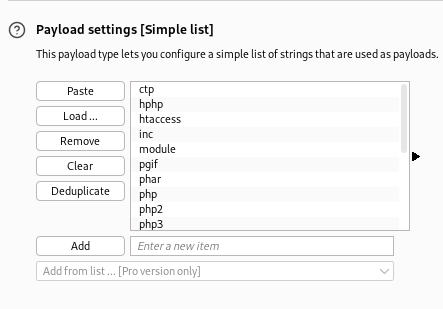 Payload settings [Simple list]
This payload type lets you configure a simple list of strings that are used as payloads.
Paste
Load ...
Remove
Clear
Deduplicate
ctp
hphp
htaccess
inc
module
pgif
phar
php
php2
php3
Add
Enter a new item
Add from list ... [Pro version only]